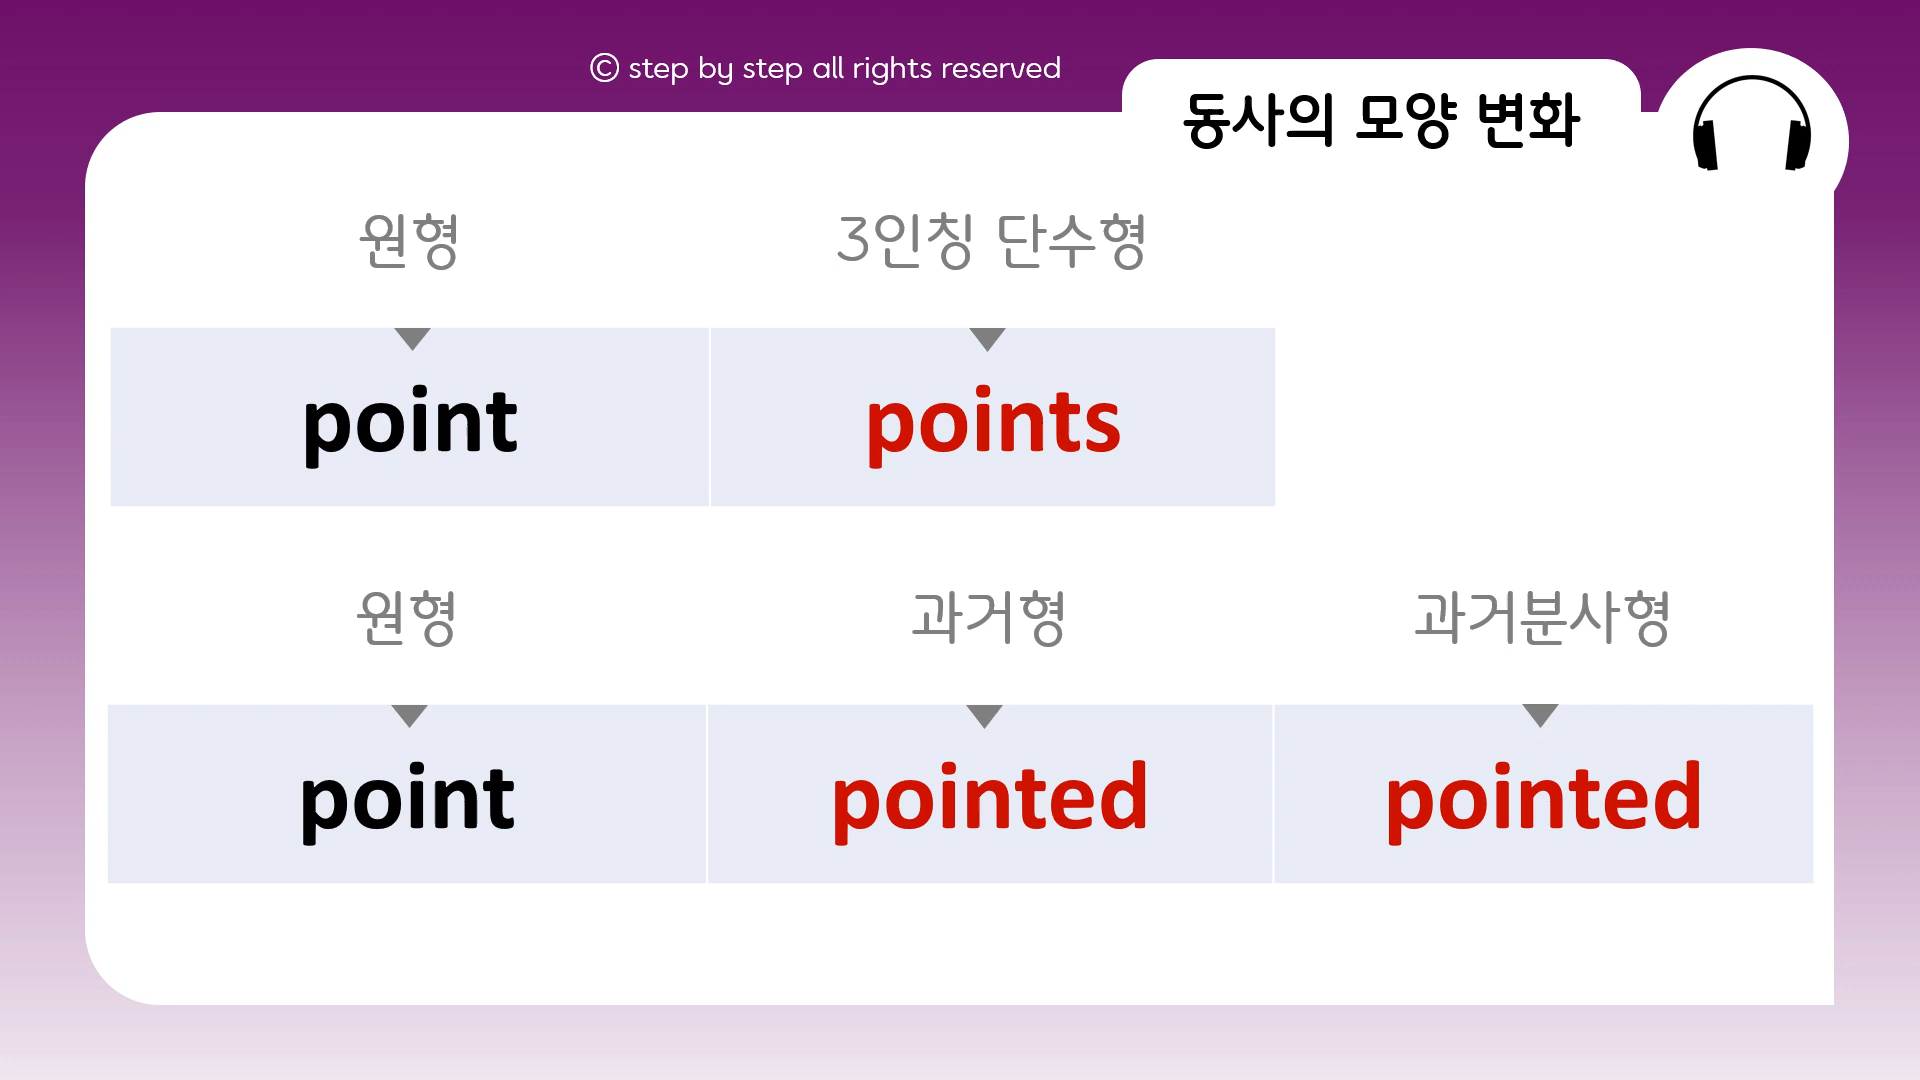 © step by step all rights reserved
동사의 모양 변화
원형 3인칭 단수형
point points
원형 과거형 과거분사형
point pointed pointed